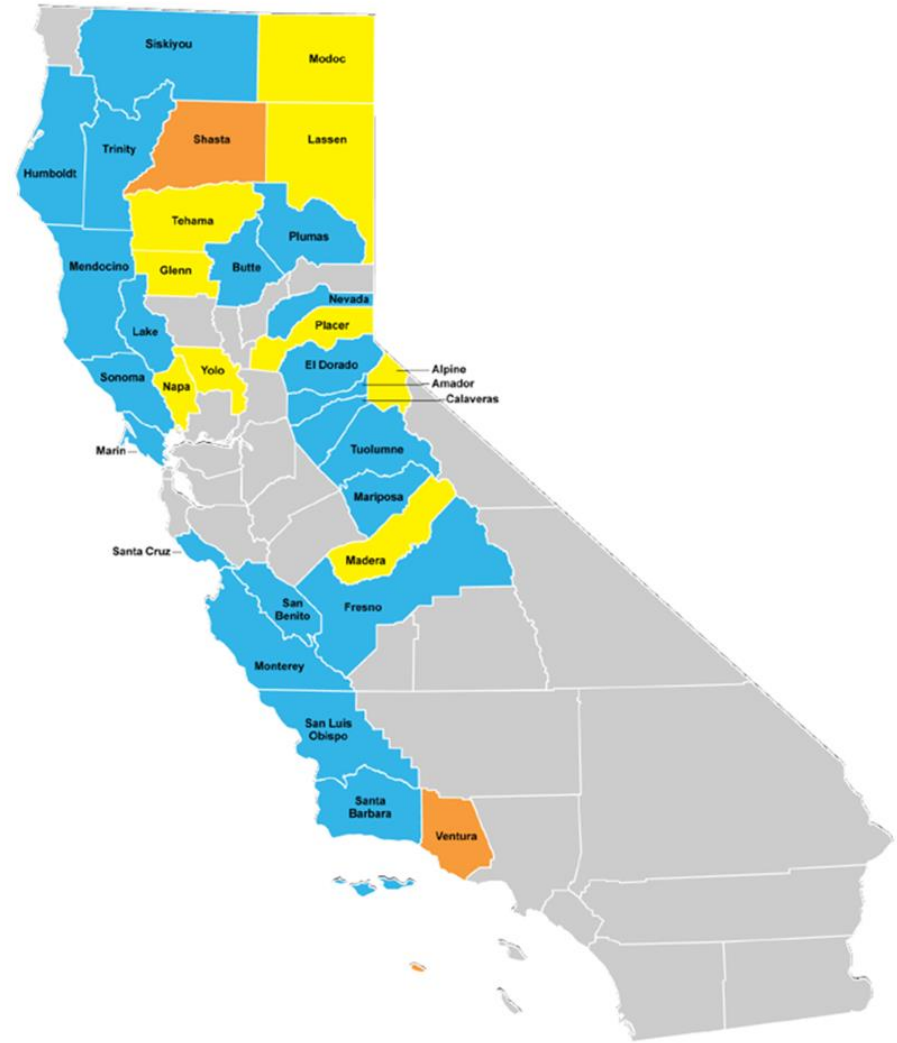 Siskiyou
Modoc
Shasta
Lassen
Trinity
Humboldt
Tehama
Plumas
Mendocino
Glenn
Butte
Nevada
Placer
Lake
El Dorado
Yolo
Sonoma
Napa
Alpine
Amador
Calaveras
Marin
Tuolumne
Mariposa
Santa Cruz
Madera
San
Benito
Fresno
Monterey
San Luis
Obispo
Santa
Barbara
Ventura